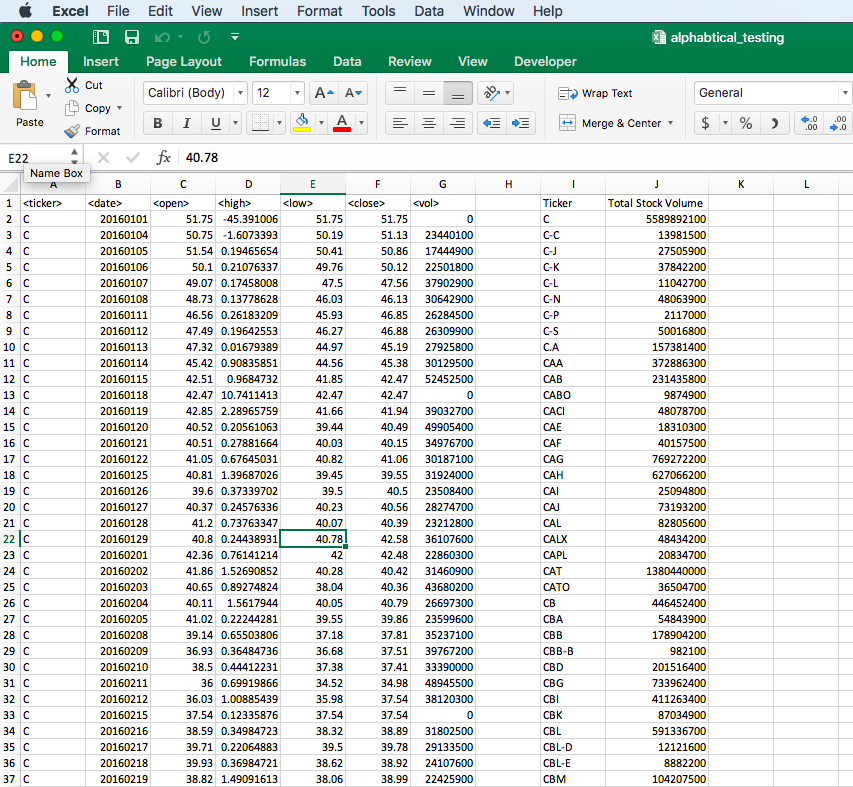 Excel File Edit View Insert Format Tools Data Window Help
alphabtical_testing
Home Insert Page Layout Formulas Data Review View Developer
Cut
Calibri (Body) 12 A A Wrap Text General
Copy
Paste Format B I U A Merge & Center $ % .0 .00 .00 .0
E22 fx 40.78
Name Box
A B C D E F G H I J K L
1 <ticker> <date> <open> <high> <low> <close> <vol> Ticker Total Stock Volume
2 C 20160101 51.75 -45.391006 51.75 51.75 0 C 5589892100
3 C 20160104 50.75 -1.6073393 50.19 51.13 23440100 C-C 13981500
4 C 20160105 51.54 0.19465654 50.41 50.86 17444900 C-J 27505900
5 C 20160106 50.1 0.21076337 49.76 50.12 22501800 C-K 37842200
6 C 20160107 49.07 0.17458008 47.5 47.56 37902900 C-L 11042700
7 C 20160108 48.73 0.13778628 46.03 46.13 30642900 C-N 48063900
8 C 20160111 46.56 0.26183209 45.93 46.85 26284500 C-P 2117000
9 C 20160112 47.49 0.19642553 46.27 46.88 26309900 C-S 50016800
10 C 20160113 47.32 0.01679389 44.97 45.19 27925800 C.A 157381400
11 C 20160114 45.42 0.90835851 44.56 45.38 30129500 CAA 372886300
12 C 20160115 42.51 0.9684732 41.85 42.47 52452500 CAB 231435800
13 C 20160118 42.47 10.7411413 42.47 42.47 0 CABO 9874900
14 C 20160119 42.85 2.28965759 41.66 41.94 39032700 CACI 48078700
15 C 20160120 40.52 0.20561063 39.44 40.49 49905400 CAE 18310300
16 C 20160121 40.51 0.27881664 40.03 40.15 34976700 CAF 40157500
17 C 20160122 41.05 0.67645031 40.82 41.06 30187100 CAG 769272200
18 C 20160125 40.81 1.39687026 39.45 39.55 31924000 CAH 627066200
19 C 20160126 39.6 0.37339702 39.5 40.5 23508400 CAI 25094800
20 C 20160127 40.37 0.24576336 40.23 40.56 28274700 CAJ 73193200
21 C 20160128 41.2 0.73763347 40.07 40.39 23212800 CAL 82805600
22 C 20160129 40.8 0.24438931 40.78 42.58 36107600 CALX 48434200
23 C 20160201 42.36 0.76141214 42 42.48 22860300 CAPL 20834700
24 C 20160202 41.86 1.52690852 40.28 40.42 31460900 CAT 1380440000
25 C 20160203 40.65 0.89274824 38.04 40.36 43680200 CATO 36504700
26 C 20160204 40.11 1.5617944 40.05 40.79 26697300 CB 446452400
27 C 20160205 41.02 0.22244281 39.55 39.86 23599600 CBA 54843900
28 C 20160208 39.14 0.65503806 37.18 37.81 35237100 CBB 178904200
29 C 20160209 36.93 0.36484736 36.68 37.51 39767200 CBB-B 982100
30 C 20160210 38.5 0.44412231 37.38 37.41 33390000 CBD 201516400
31 C 20160211 36 0.69919866 34.52 34.98 48945500 CBG 733962400
32 C 20160212 36.03 1.00885439 35.98 37.54 38120300 CBI 411263400
33 C 20160215 37.54 0.12335876 37.54 37.54 0 CBK 87034900
34 C 20160216 38.59 0.34984723 38.32 38.89 31802500 CBL 591336700
35 C 20160217 39.71 0.22064883 39.5 39.78 29133500 CBL-D 12121600
36 C 20160218 39.93 0.36984721 38.62 38.92 24107600 CBL-E 8882200
37 C 20160219 38.82 1.49091613 38.06 38.99 22425900 CBM 104207500